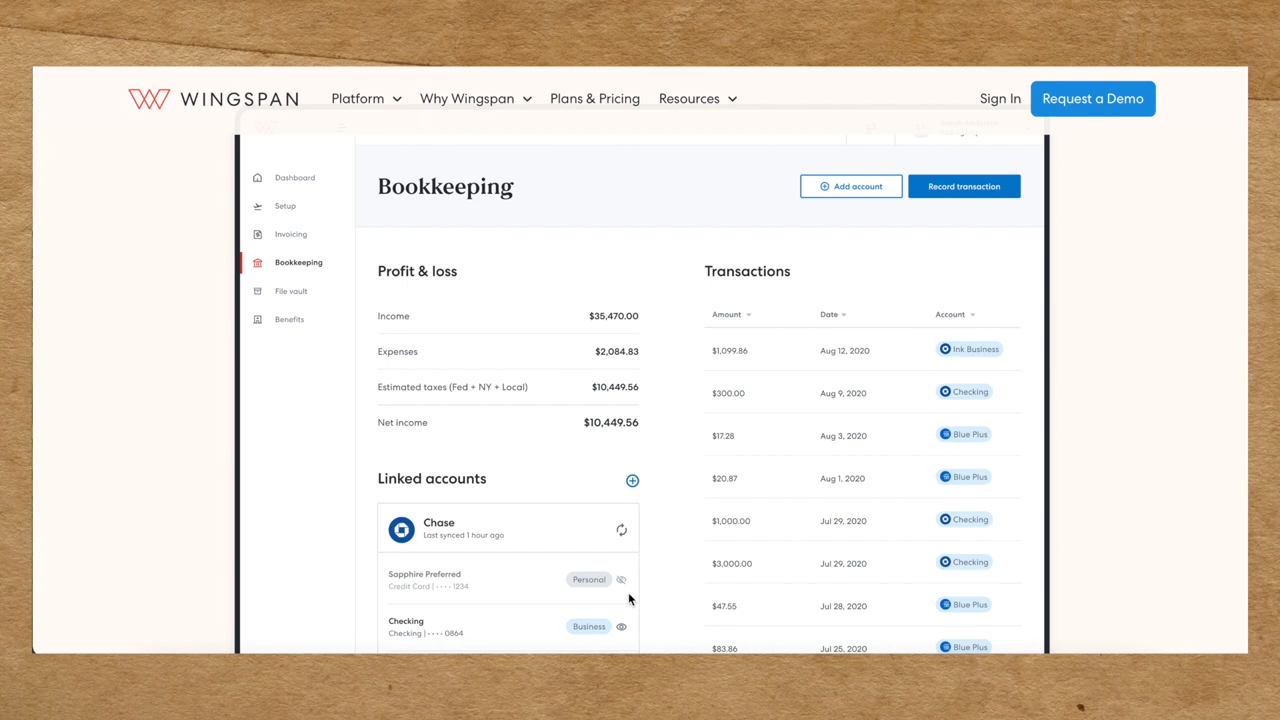 WINGSPAN
Platform
Why Wingspan
Plans & Pricing
Resources
Sign In
Request a Demo
Dashboard
Setup
Invoicing
Bookkeeping
File vault
Benefits
Bookkeeping
Add account
Record transaction
Profit & loss
Income $35,470.00
Expenses $2,084.83
Estimated taxes (Fed + NY + Local) $10,449.56
Net income $10,449.56
Linked accounts
Chase
Last synced 1 hour ago
Sapphire Preferred
Credit Card | •••• 1234
Personal
Checking
Checking | •••• 0864
Business
Transactions
Amount Date Account
$1,099.86 Aug 12, 2020 Ink Business
$300.00 Aug 9, 2020 Checking
$17.28 Aug 3, 2020 Blue Plus
$20.87 Aug 1, 2020 Blue Plus
$1,000.00 Jul 29, 2020 Checking
$3,000.00 Jul 29, 2020 Checking
$47.55 Jul 28, 2020 Blue Plus
$83.86 Jul 25, 2020 Blue Plus